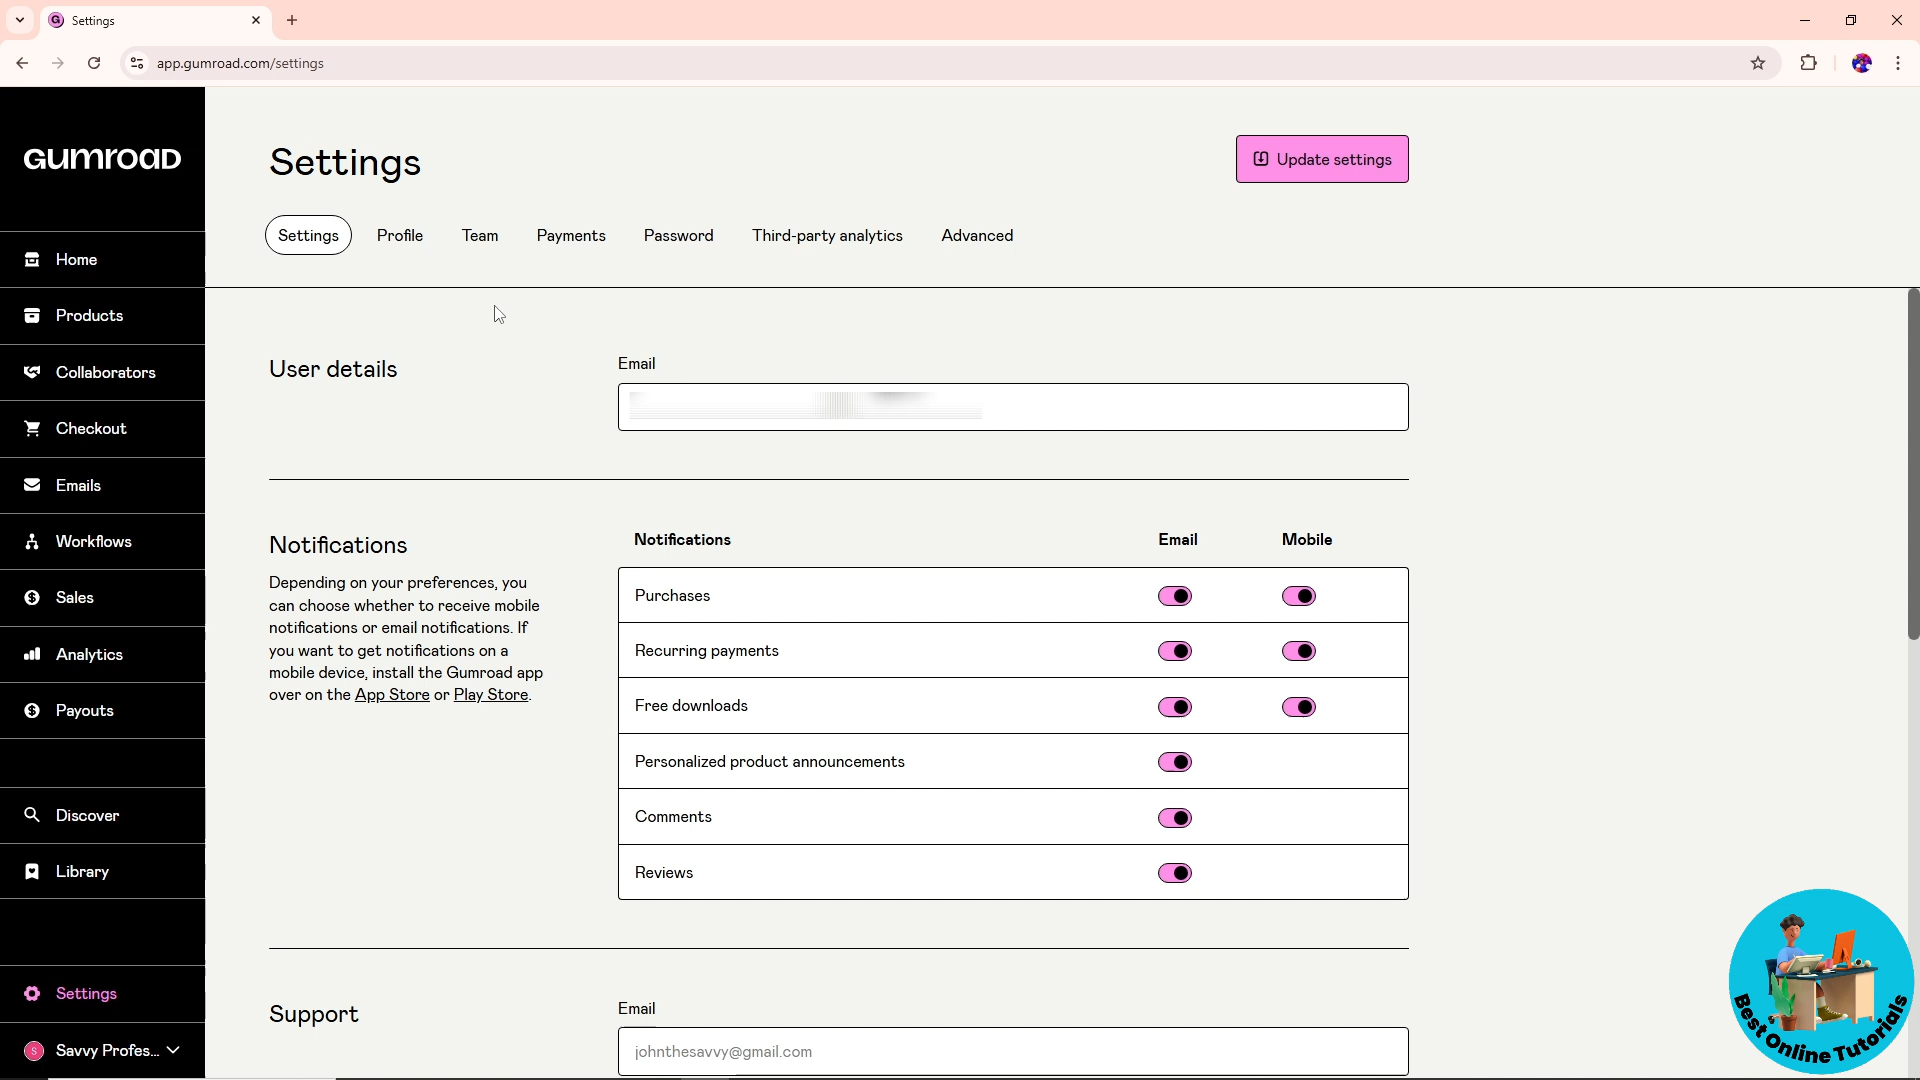 Settings
app.gumroad.com/settings
GUMROAD
Home
Products
Collaborators
Checkout
Emails
Workflows
Sales
Analytics
Payouts
Discover
Library
Settings
S
Savvy Profes...
Settings
Update settings
Settings Profile Team Payments Password Third-party analytics Advanced
User details
Email
Notifications
Depending on your preferences, you
can choose whether to receive mobile
notifications or email notifications. If
you want to get notifications on a
mobile device, install the Gumroad app
over on the App Store or Play Store.
Notifications Email Mobile
Purchases
Recurring payments
Free downloads
Personalized product announcements
Comments
Reviews
Support
Email
johnthesavvy@gmail.com
Best Online Tutorials